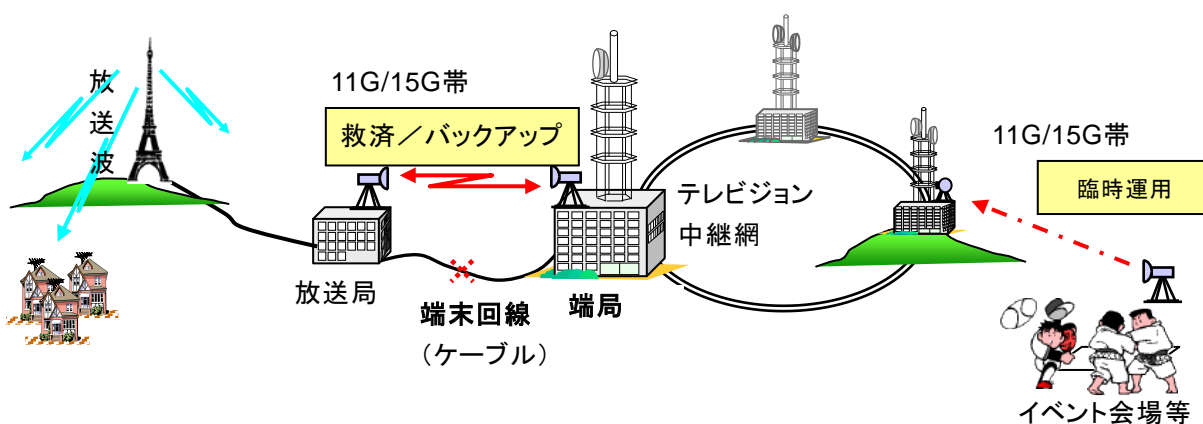 放送波
11G/15G帯
救済／バックアップ
放送局
端末回線
（ケーブル）
端局
テレビジョン
中継網
11G/15G帯
臨時運用
イベント会場等